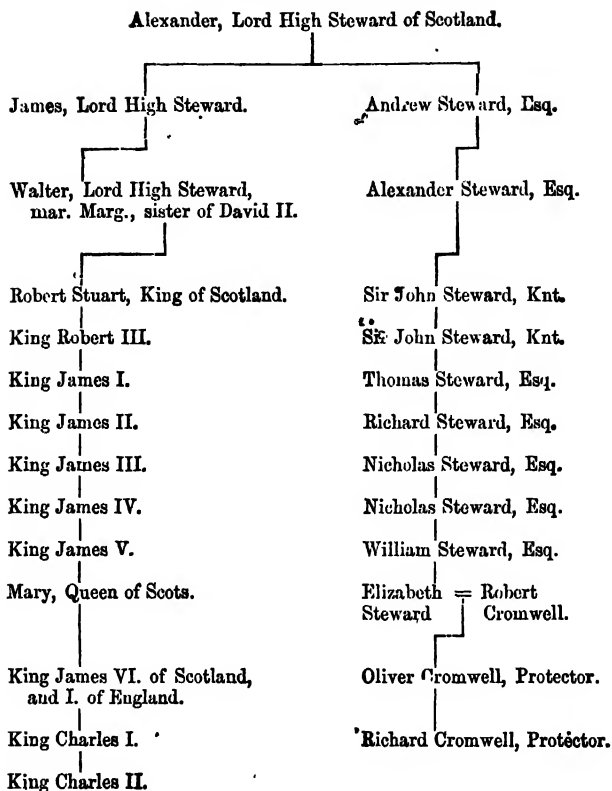 Alexander, Lord High Steward of Scotland.
James, Lord High Steward.
Walter, Lord High Steward,
mar. Marg., sister of David II.
Robert Stuart, King of Scotland.
King Robert III.
King James I.
King James II.
King James III.
King James IV.
King James V.
Mary, Queen of Scots.
King James VI. of Scotland,
and I. of England.
King Charles I.
King Charles II.
Andrew Steward, Esq.
Alexander Steward, Esq.
Sir John Steward, Knt.
Sir John Steward, Knt.
Thomas Steward, Esq.
Richard Steward, Esq.
Nicholas Steward, Esq.
Nicholas Steward, Esq.
William Steward, Esq.
Elizabeth = Robert
Steward Cromwell.
Oliver Cromwell, Protector.
Richard Cromwell, Protector.